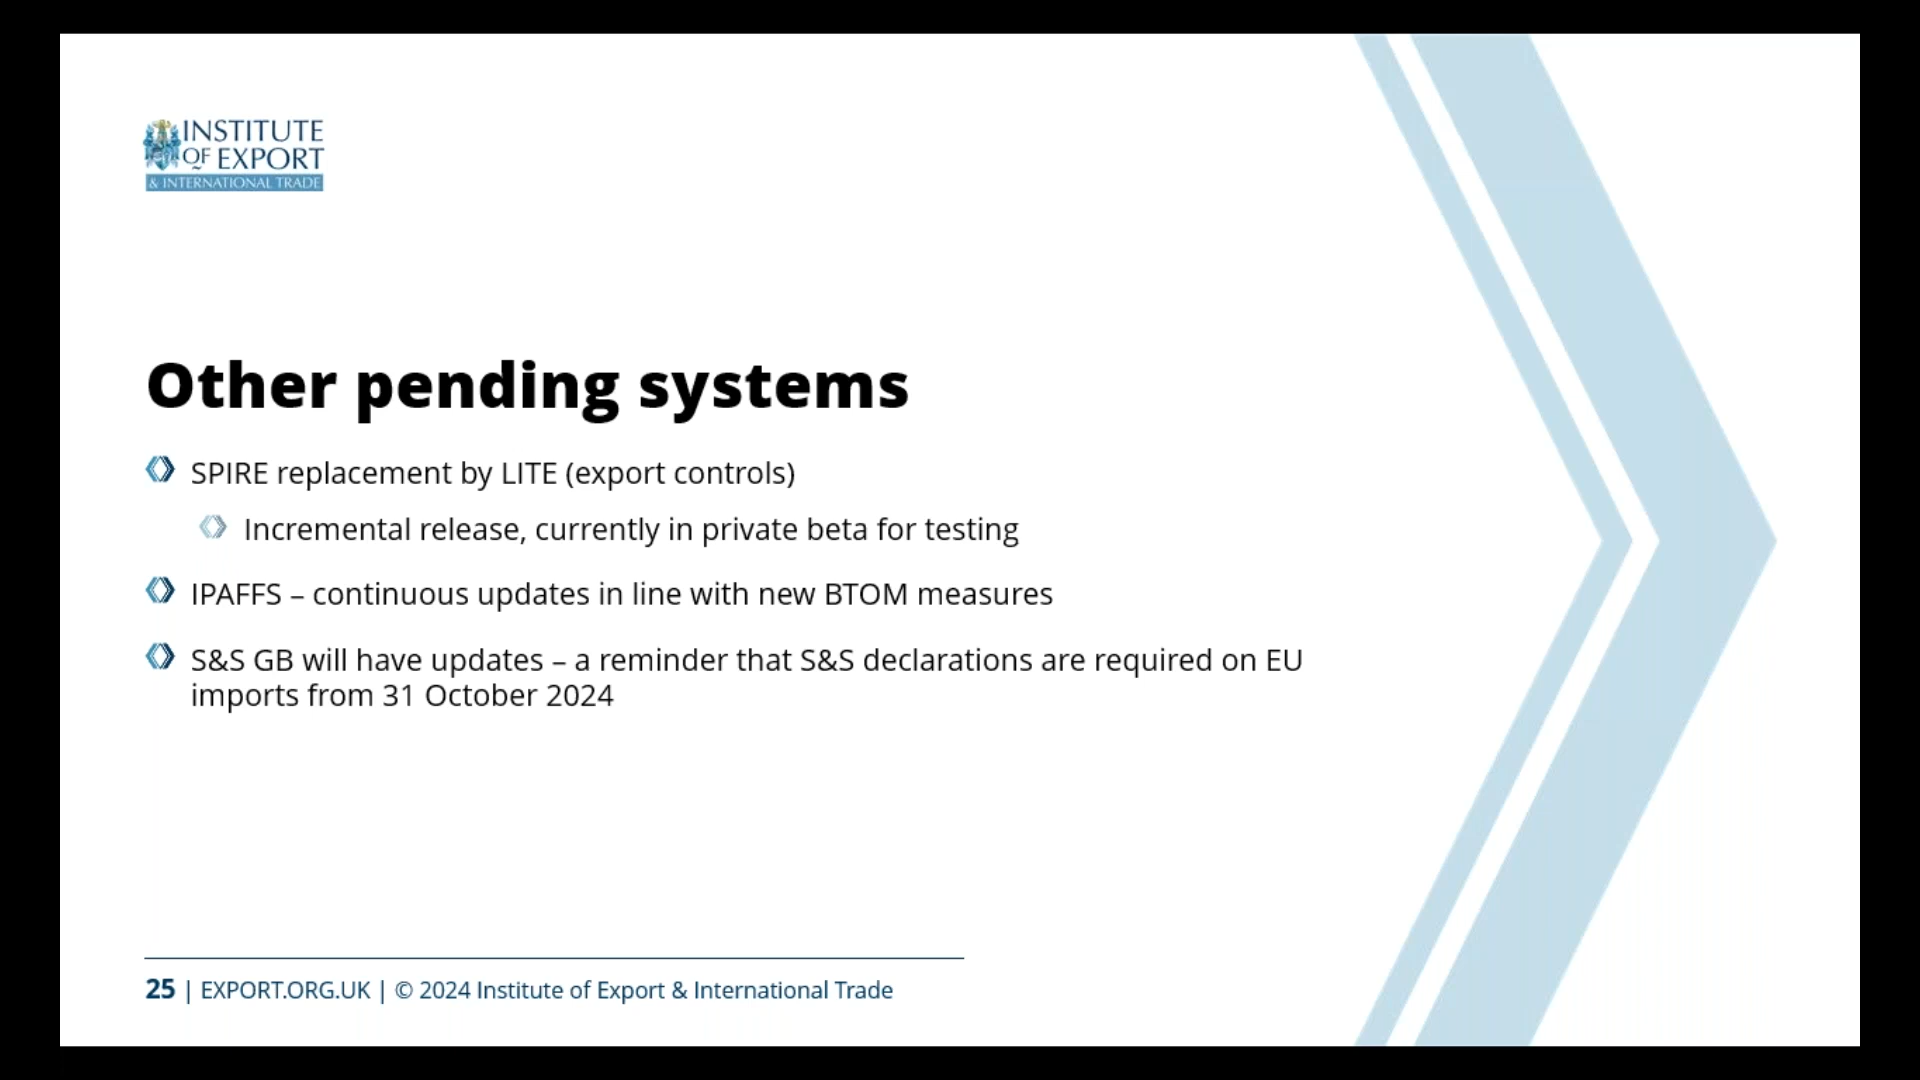 INSTITUTE
OF EXPORT
& INTERNATIONAL TRADE
Other pending systems
SPIRE replacement by LITE (export controls)
Incremental release, currently in private beta for testing
IPAFFS – continuous updates in line with new BTOM measures
S&S GB will have updates – a reminder that S&S declarations are required on EU
imports from 31 October 2024
25 | EXPORT.ORG.UK | © 2024 Institute of Export & International Trade